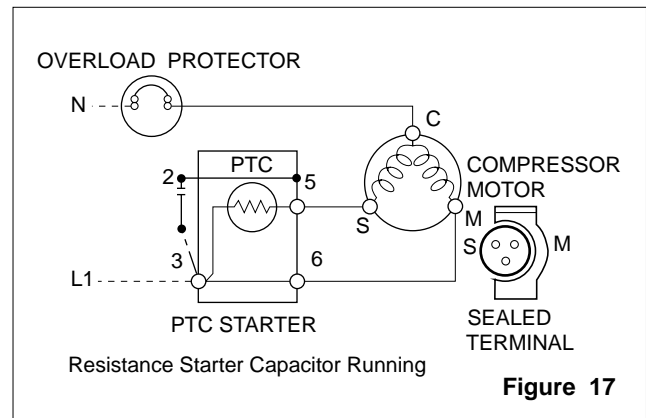 OVERLOAD PROTECTOR
N
C
2
PTC
5
COMPRESSOR
MOTOR
S
M
S
M
3
6
L1
PTC STARTER
SEALED
TERMINAL
Resistance Starter Capacitor Running
Figure 17